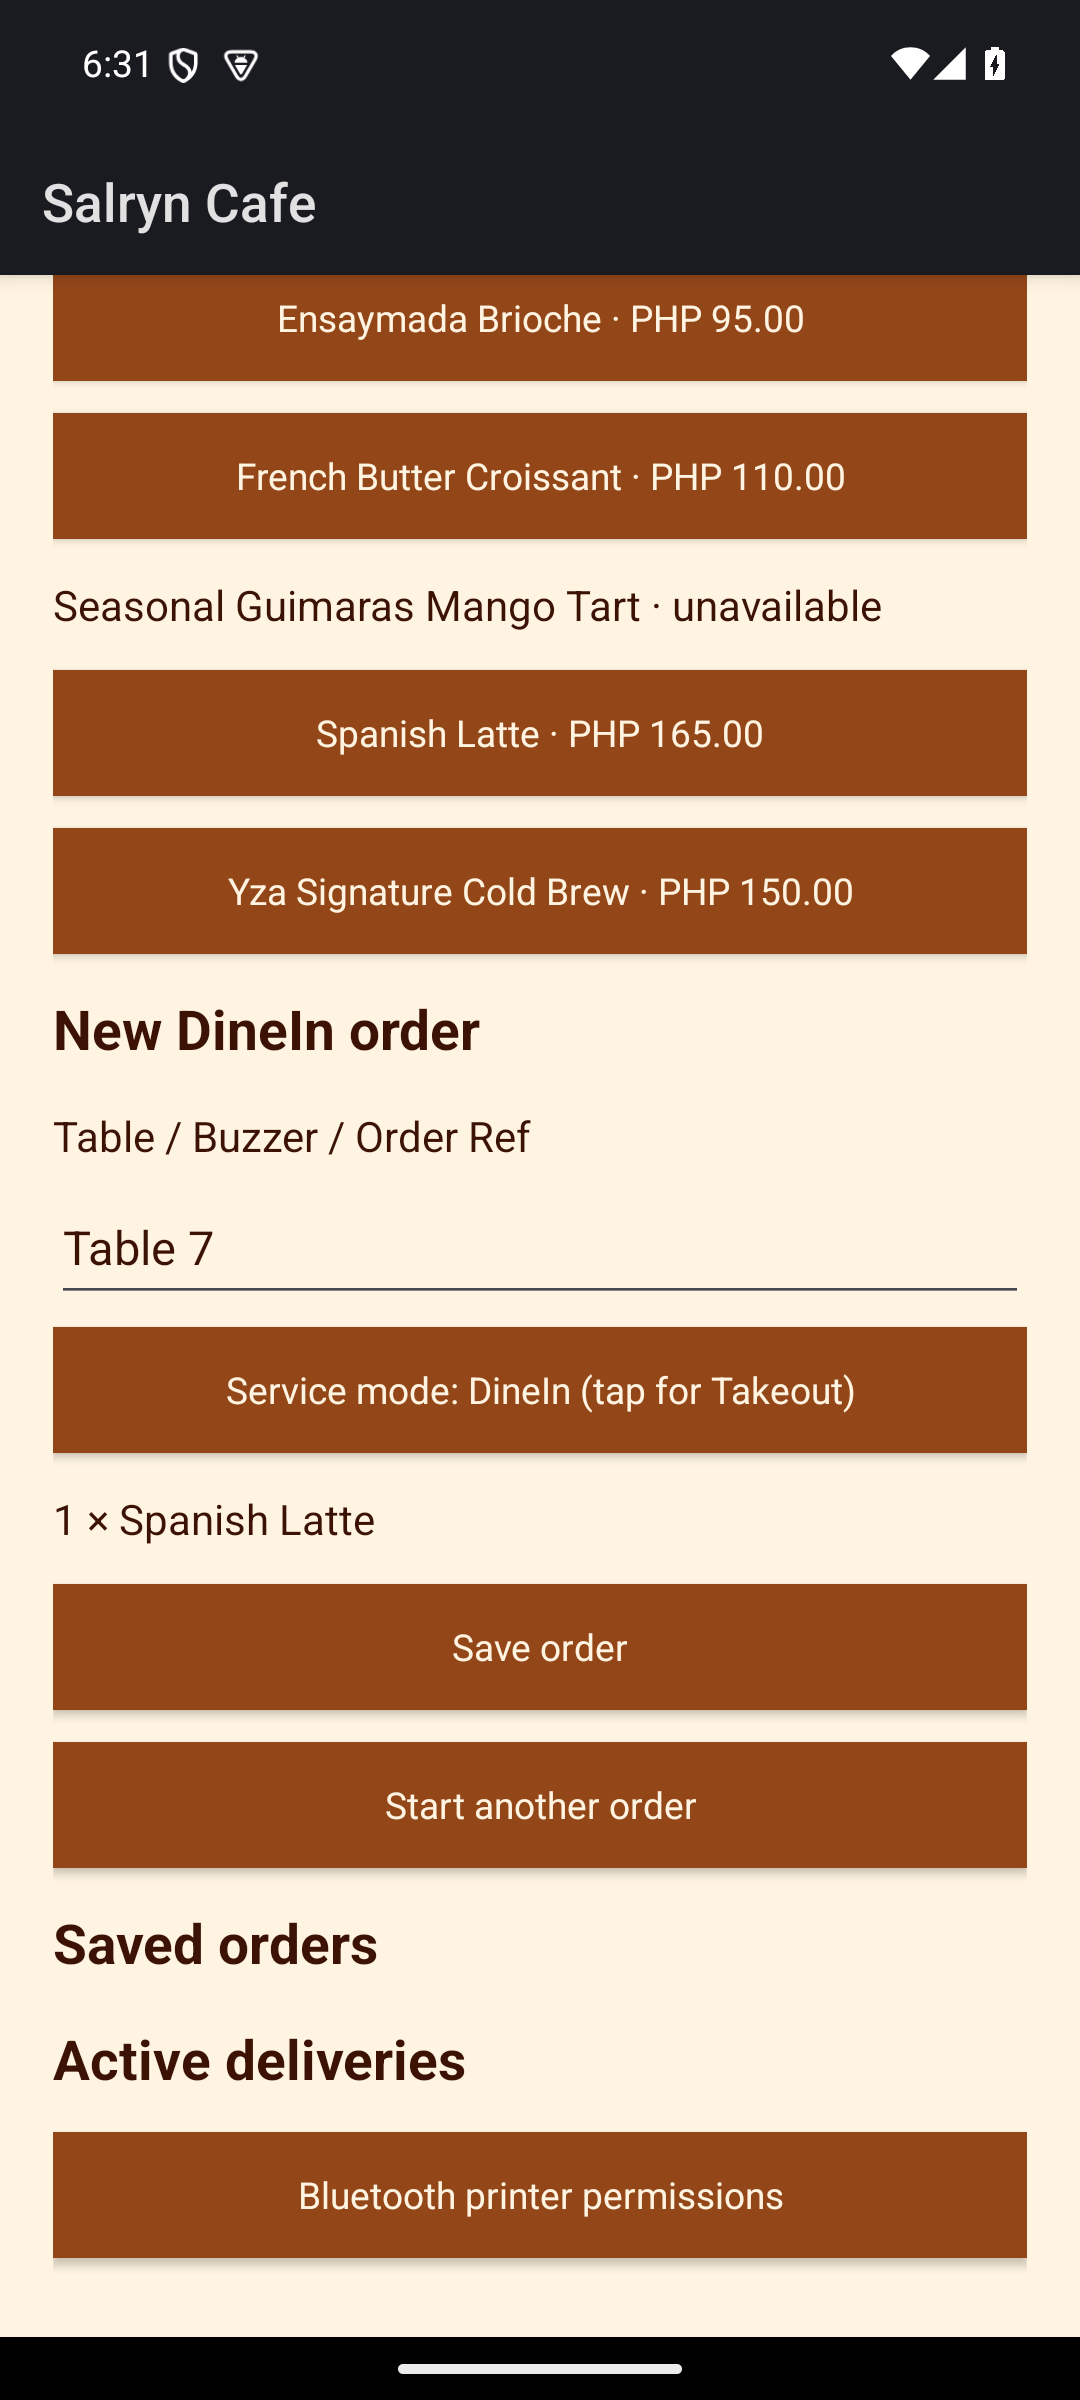 6:31
Salryn Cafe
Ensaymada Brioche · PHP 95.00
French Butter Croissant · PHP 110.00
Seasonal Guimaras Mango Tart · unavailable
Spanish Latte · PHP 165.00
Yza Signature Cold Brew · PHP 150.00
New DineIn order
Table / Buzzer / Order Ref
Table 7
Service mode: DineIn (tap for Takeout)
1 × Spanish Latte
Save order
Start another order
Saved orders
Active deliveries
Bluetooth printer permissions